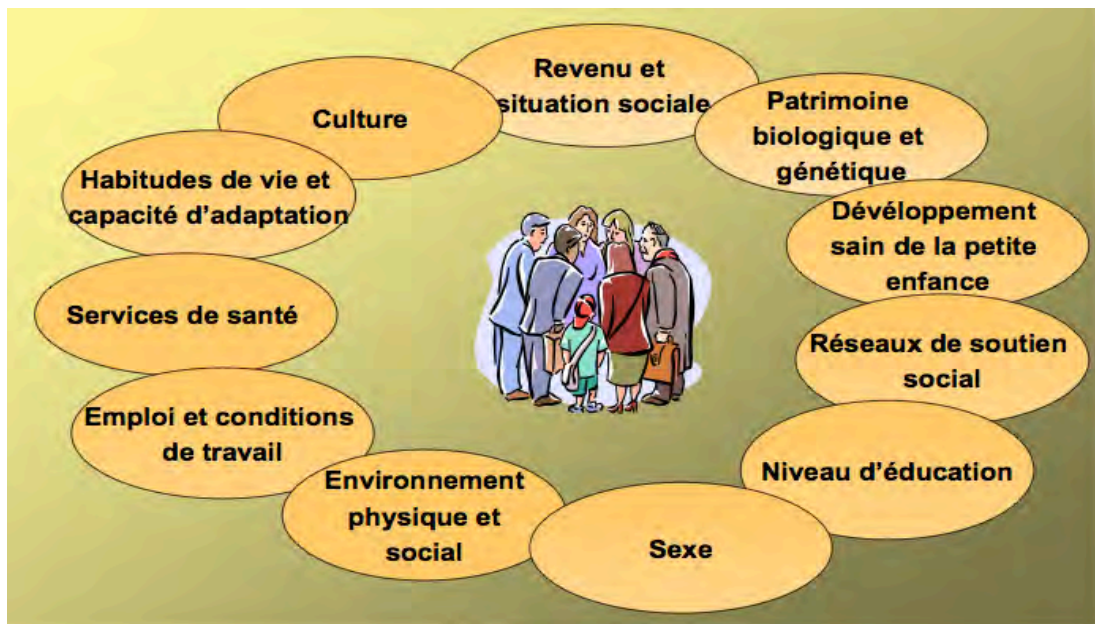 Revenu et
situation sociale
Patrimoine
biologique et
génétique
Dévéloppement
sain de la petite
enfance
Réseaux de soutien
social
Niveau d'éducation
Sexe
Environnement
physique et
social
Emploi et conditions
de travail
Services de santé
Habitudes de vie et
capacité d'adaptation
Culture